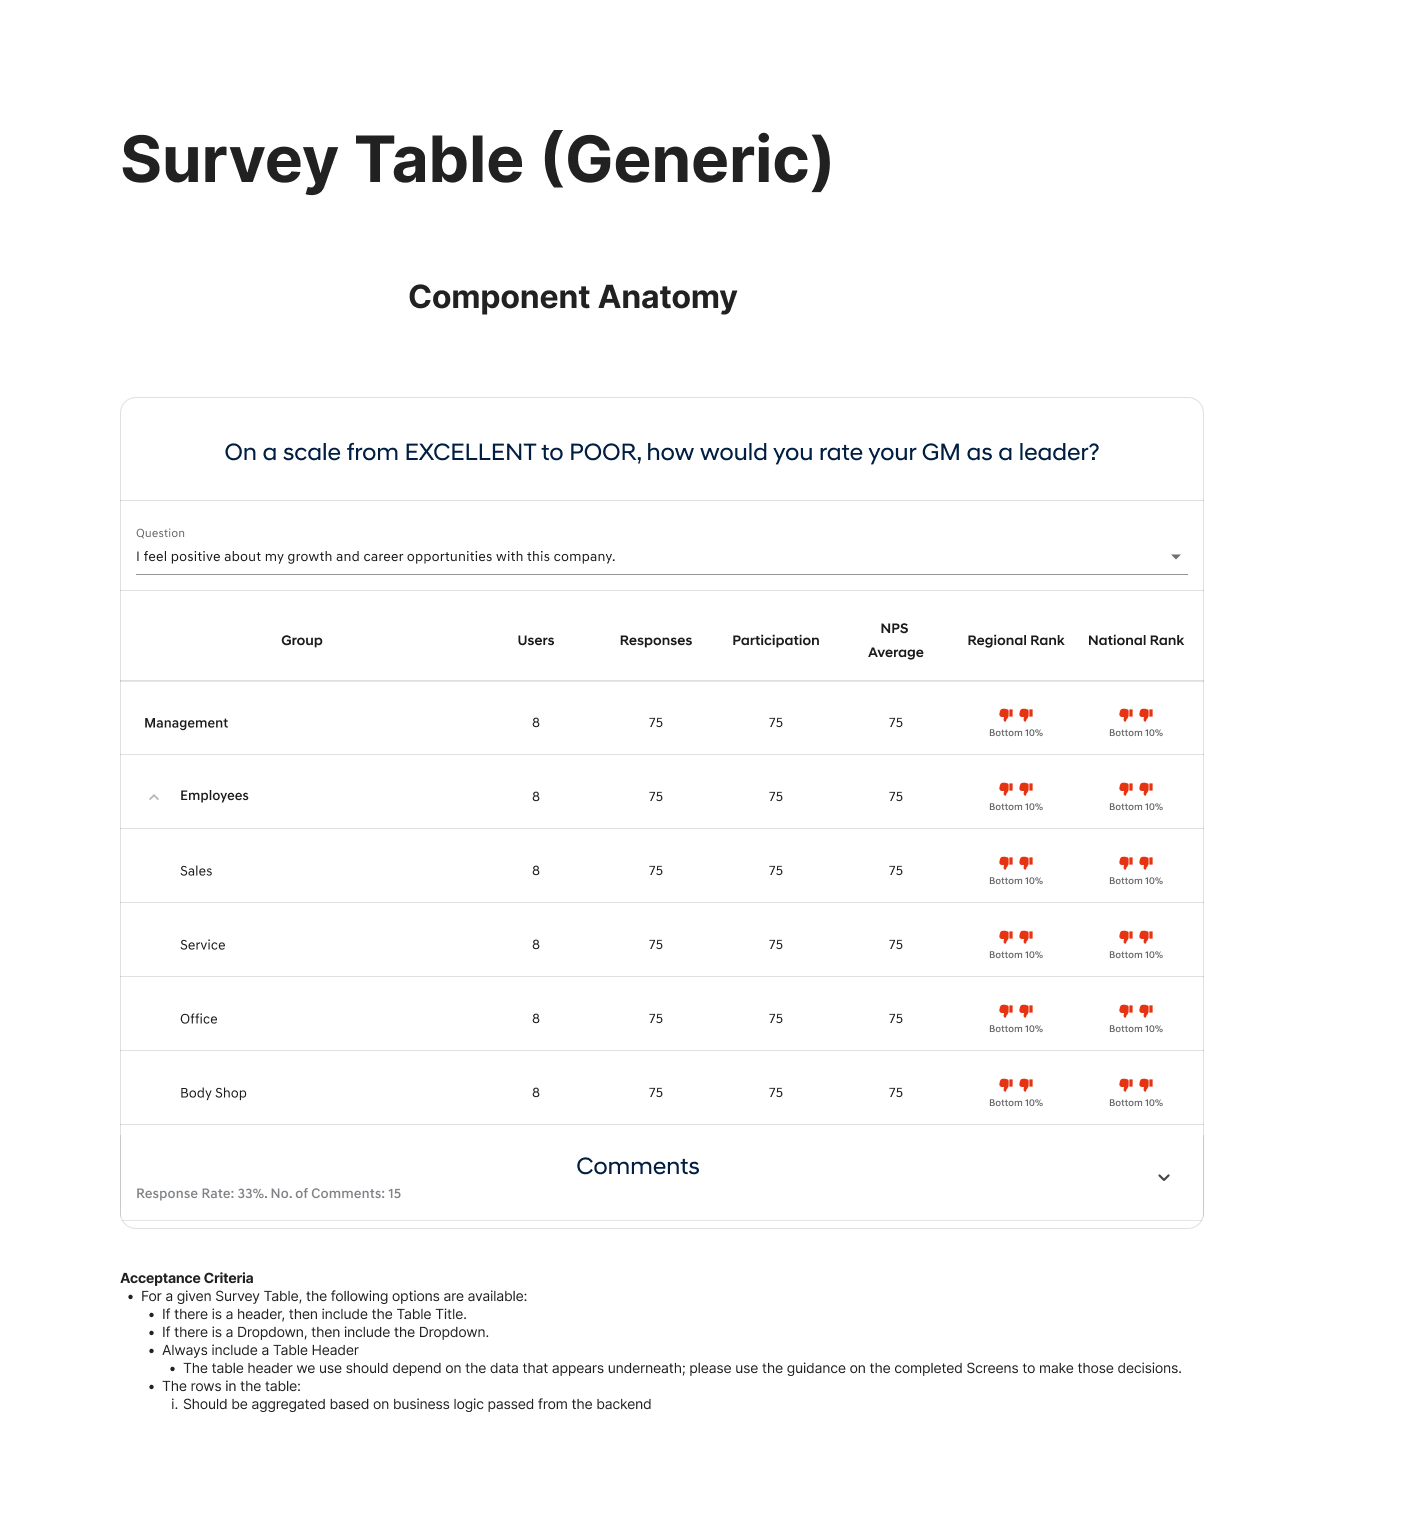 Survey Table (Generic)
Component Anatomy
On a scale from EXCELLENT to POOR, how would you rate your GM as a leader?
Question
I feel positive about my growth and career opportunities with this company.
Group Users Responses Participation NPS Average Regional Rank National Rank
Management 8 75 75 75 Bottom 10% Bottom 10%
Employees 8 75 75 75 Bottom 10% Bottom 10%
Sales 8 75 75 75 Bottom 10% Bottom 10%
Service 8 75 75 75 Bottom 10% Bottom 10%
Office 8 75 75 75 Bottom 10% Bottom 10%
Body Shop 8 75 75 75 Bottom 10% Bottom 10%
Comments
Response Rate: 33%. No. of Comments: 15
Acceptance Criteria
• For a given Survey Table, the following options are available:
• If there is a header, then include the Table Title.
• If there is a Dropdown, then include the Dropdown.
• Always include a Table Header
• The table header we use should depend on the data that appears underneath; please use the guidance on the completed Screens to make those decisions.
• The rows in the table:
i. Should be aggregated based on business logic passed from the backend